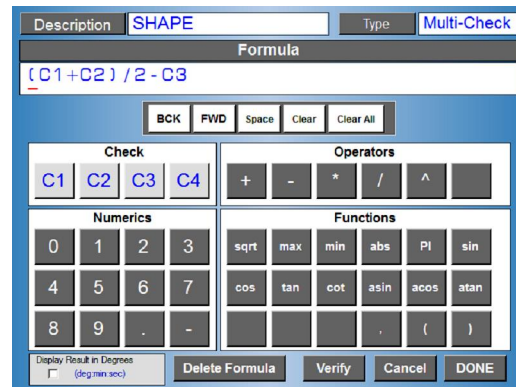 Description SHAPE Type Multi-Check
Formula
(C1+C2)/2-C3
BCK FWD Space Clear Clear All
Check
C1 C2 C3 C4
Operators
+ - * / ^
Numerics
0 1 2 3
4 5 6 7
8 9 . -
Functions
sqrt max min abs PI sin
cos tan cot asin acos atan
, ( )
Display Result in Degrees
(deg:min:sec)
Delete Formula Verify Cancel DONE